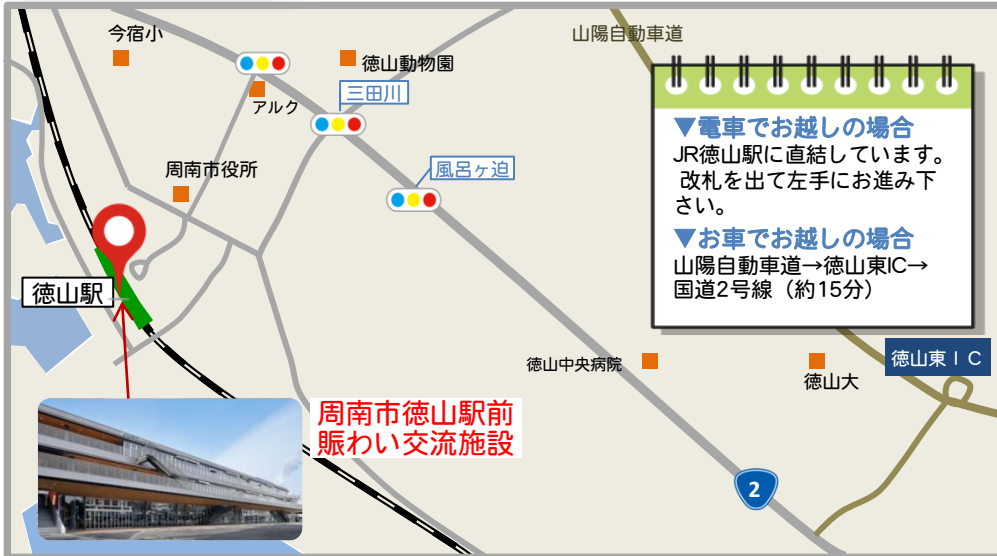 今宿小
山陽自動車道
徳山動物園
アルク
三田川
周南市役所
風呂ヶ迫
▼電車でお越しの場合
JR徳山駅に直結しています。
改札を出て左手にお進み下
さい。
▼お車でお越しの場合
山陽自動車道→徳山東IC→
国道2号線（約15分）
徳山駅
徳山中央病院
徳山大
徳山東ＩＣ
周南市徳山駅前
賑わい交流施設
2